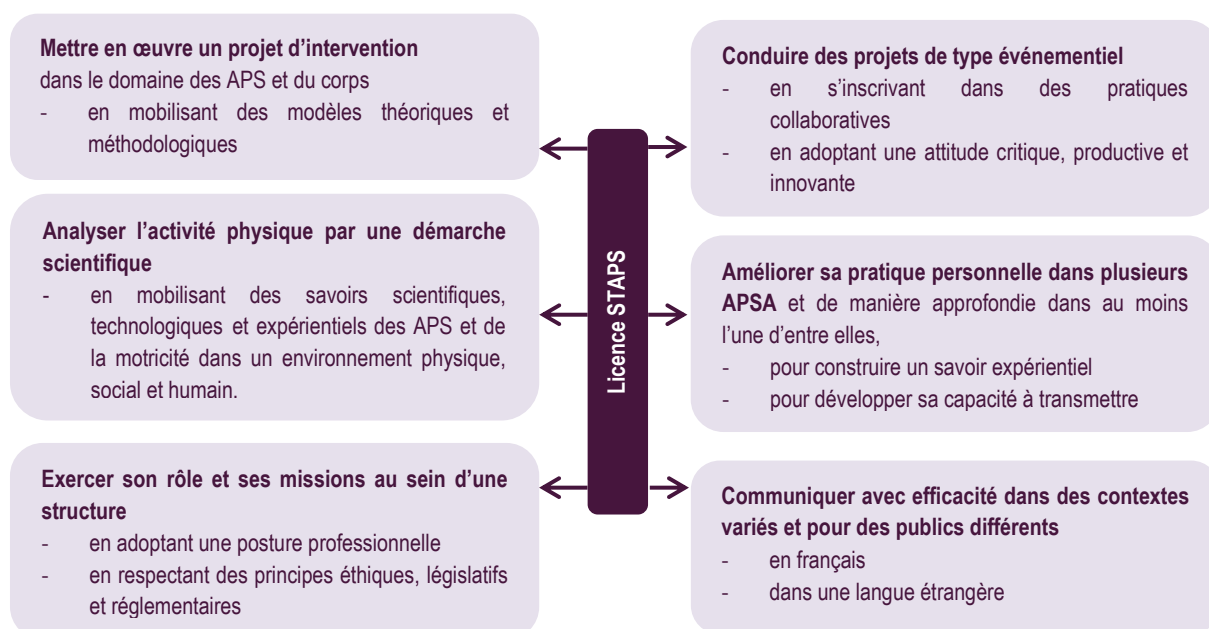 Mettre en œuvre un projet d’intervention
dans le domaine des APS et du corps
- en mobilisant des modèles théoriques et
méthodologiques
Analyser l’activité physique par une démarche
scientifique
- en mobilisant des savoirs scientifiques,
technologiques et expérientiels des APS et de
la motricité dans un environnement physique,
social et humain.
Exercer son rôle et ses missions au sein d’une
structure
- en adoptant une posture professionnelle
- en respectant des principes éthiques, législatifs
et réglementaires
Licence STAPS
Conduire des projets de type événementiel
- en s’inscrivant dans des pratiques
collaboratives
- en adoptant une attitude critique, productive et
innovante
Améliorer sa pratique personnelle dans plusieurs
APSA et de manière approfondie dans au moins
l’une d’entre elles,
- pour construire un savoir expérientiel
- pour développer sa capacité à transmettre
Communiquer avec efficacité dans des contextes
variés et pour des publics différents
- en français
- dans une langue étrangère